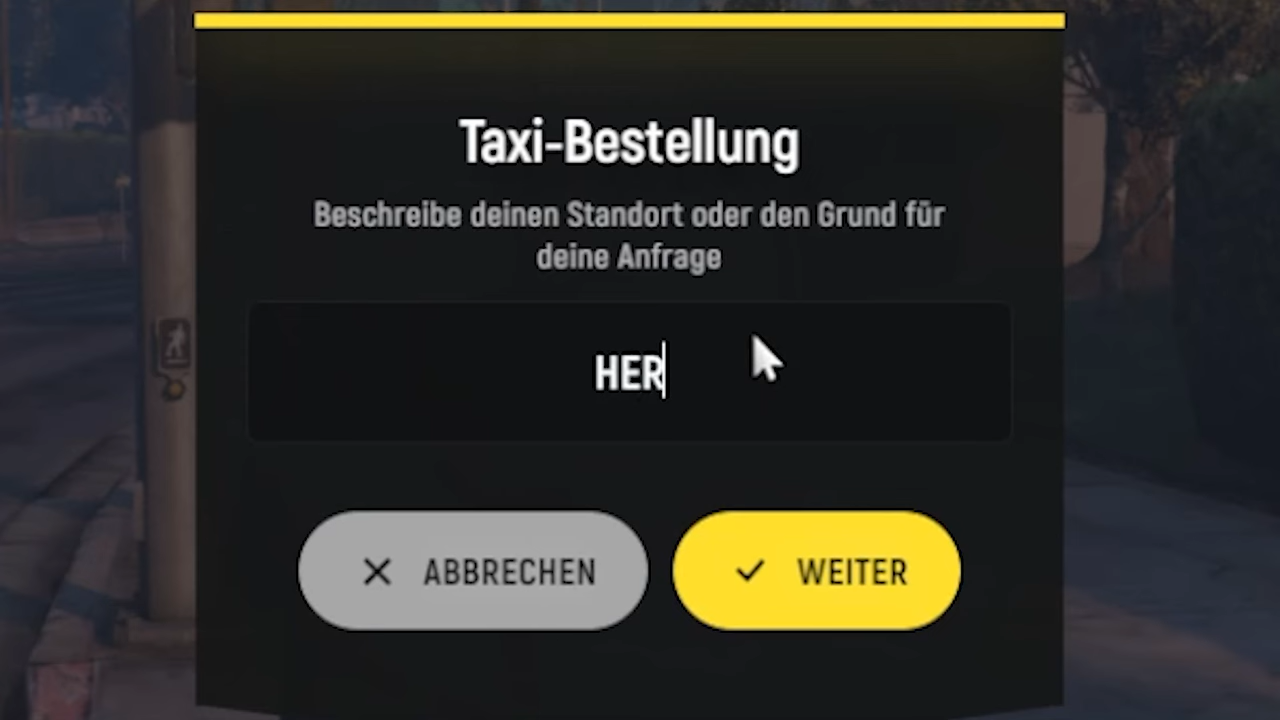 Taxi-Bestellung
Beschreibe deinen Standort oder den Grund für
deine Anfrage
HER
ABBRECHEN
WEITER